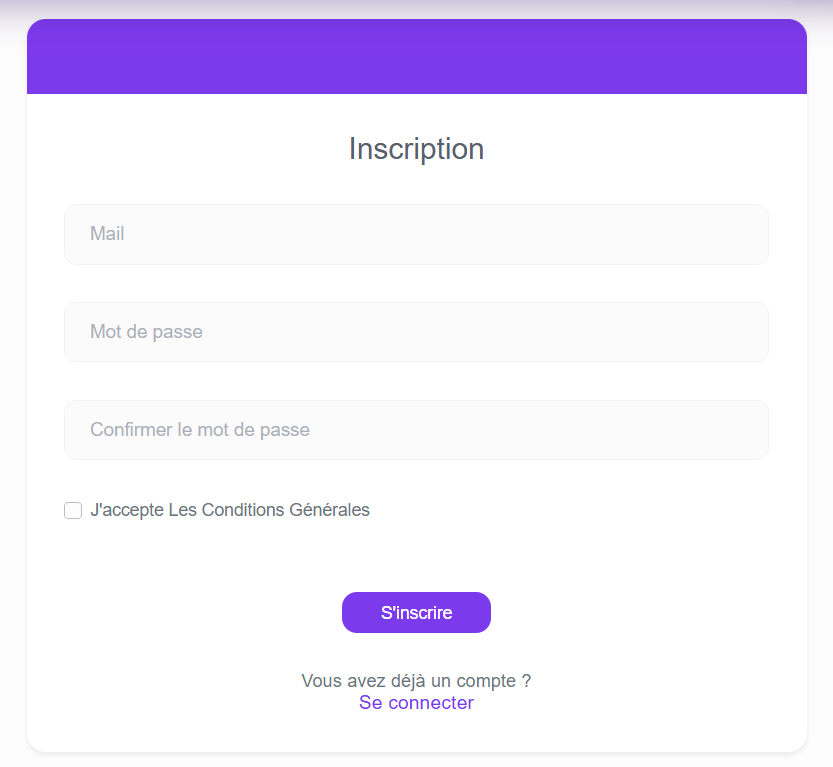 Inscription
Mail
Mot de passe
Confirmer le mot de passe
J'accepte Les Conditions Générales
S'inscrire
Vous avez déjà un compte ?
Se connecter